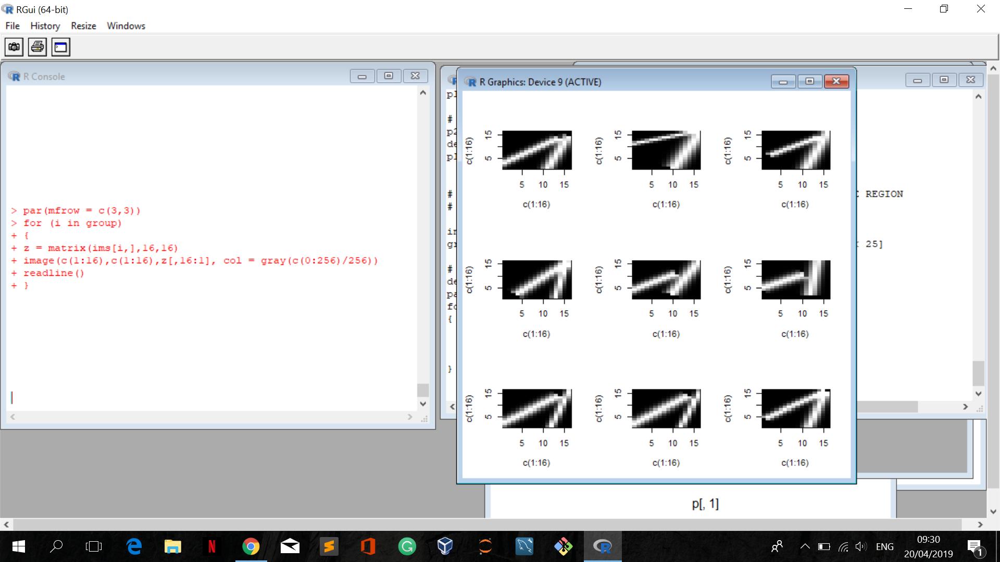 RGui (64-bit)
File History Resize Windows
R Console
> par(mfrow = c(3,3))
> for (i in group)
+ {
+ z = matrix(ims[i,],16,16)
+ image(c(1:16),c(1:16),z[,16:1], col = gray(c(0:256)/256))
+ readline()
+ }
#
p2
de
#
#
gr
#
de
pa
fo
{
}
REGION
25]
R Graphics: Device 9 (ACTIVE)
c(1:16) 5 15 c(1:16) 5 15 c(1:16) 5 15
5 10 15 5 10 15 5 10 15
c(1:16) c(1:16) c(1:16)
c(1:16) 5 15 c(1:16) 5 15 c(1:16) 5 15
5 10 15 5 10 15 5 10 15
c(1:16) c(1:16) c(1:16)
c(1:16) 5 15 c(1:16) 5 15 c(1:16) 5 15
5 10 15 5 10 15 5 10 15
c(1:16) c(1:16) c(1:16)
p[, 1]
ENG
09:30
20/04/2019
1